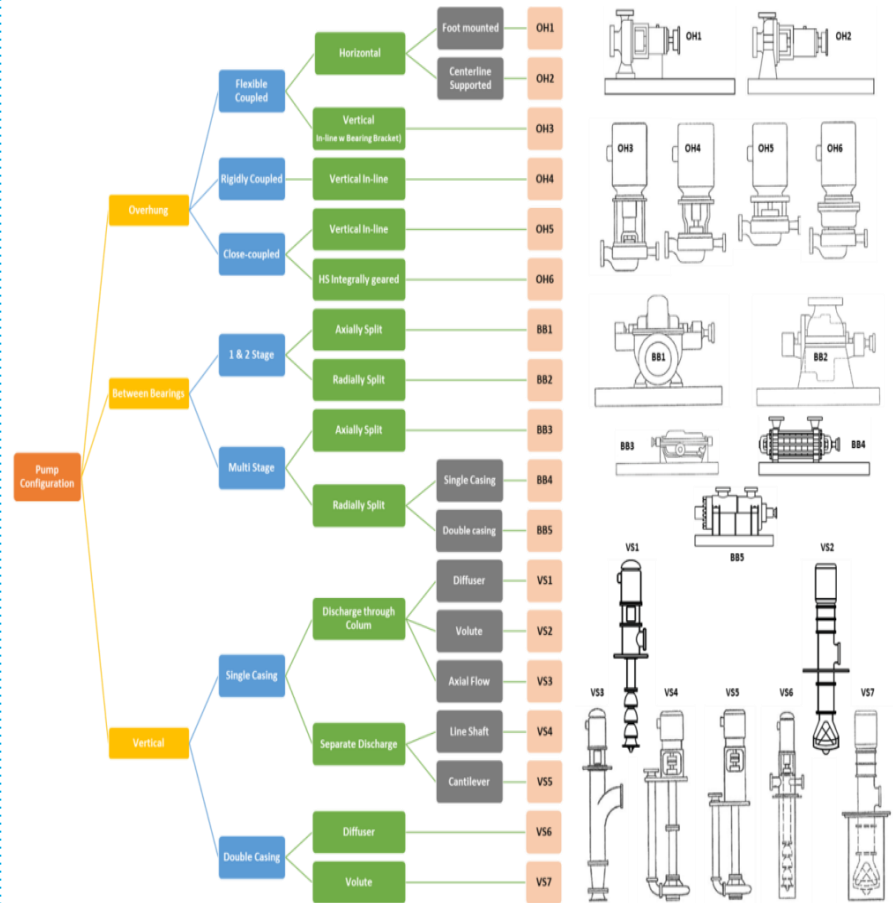 Pump
Configuration
Overhung
Between Bearings
Vertical
Flexible
Coupled
Rigidly Coupled
Close-coupled
1 & 2 Stage
Multi Stage
Single Casing
Double Casing
Horizontal
Vertical
In-line w Bearing Bracket)
Vertical In-line
Vertical In-line
HS Integrally geared
Axially Split
Radially Split
Axially Split
Radially Split
Discharge through
Colum
Separate Discharge
Diffuser
Volute
Foot mounted
Centerline
Supported
Single Casing
Double casing
Diffuser
Volute
Axial Flow
Line Shaft
Cantilever
OH1
OH2
OH3
OH4
OH5
OH6
BB1
BB2
BB3
BB4
BB5
VS1
VS2
VS3
VS4
VS5
VS6
VS7
OH1
OH2
OH3
OH4
OH5
OH6
BB1
BB2
BB3
BB4
BB5
VS1
VS2
VS3
VS4
VS5
VS6
VS7